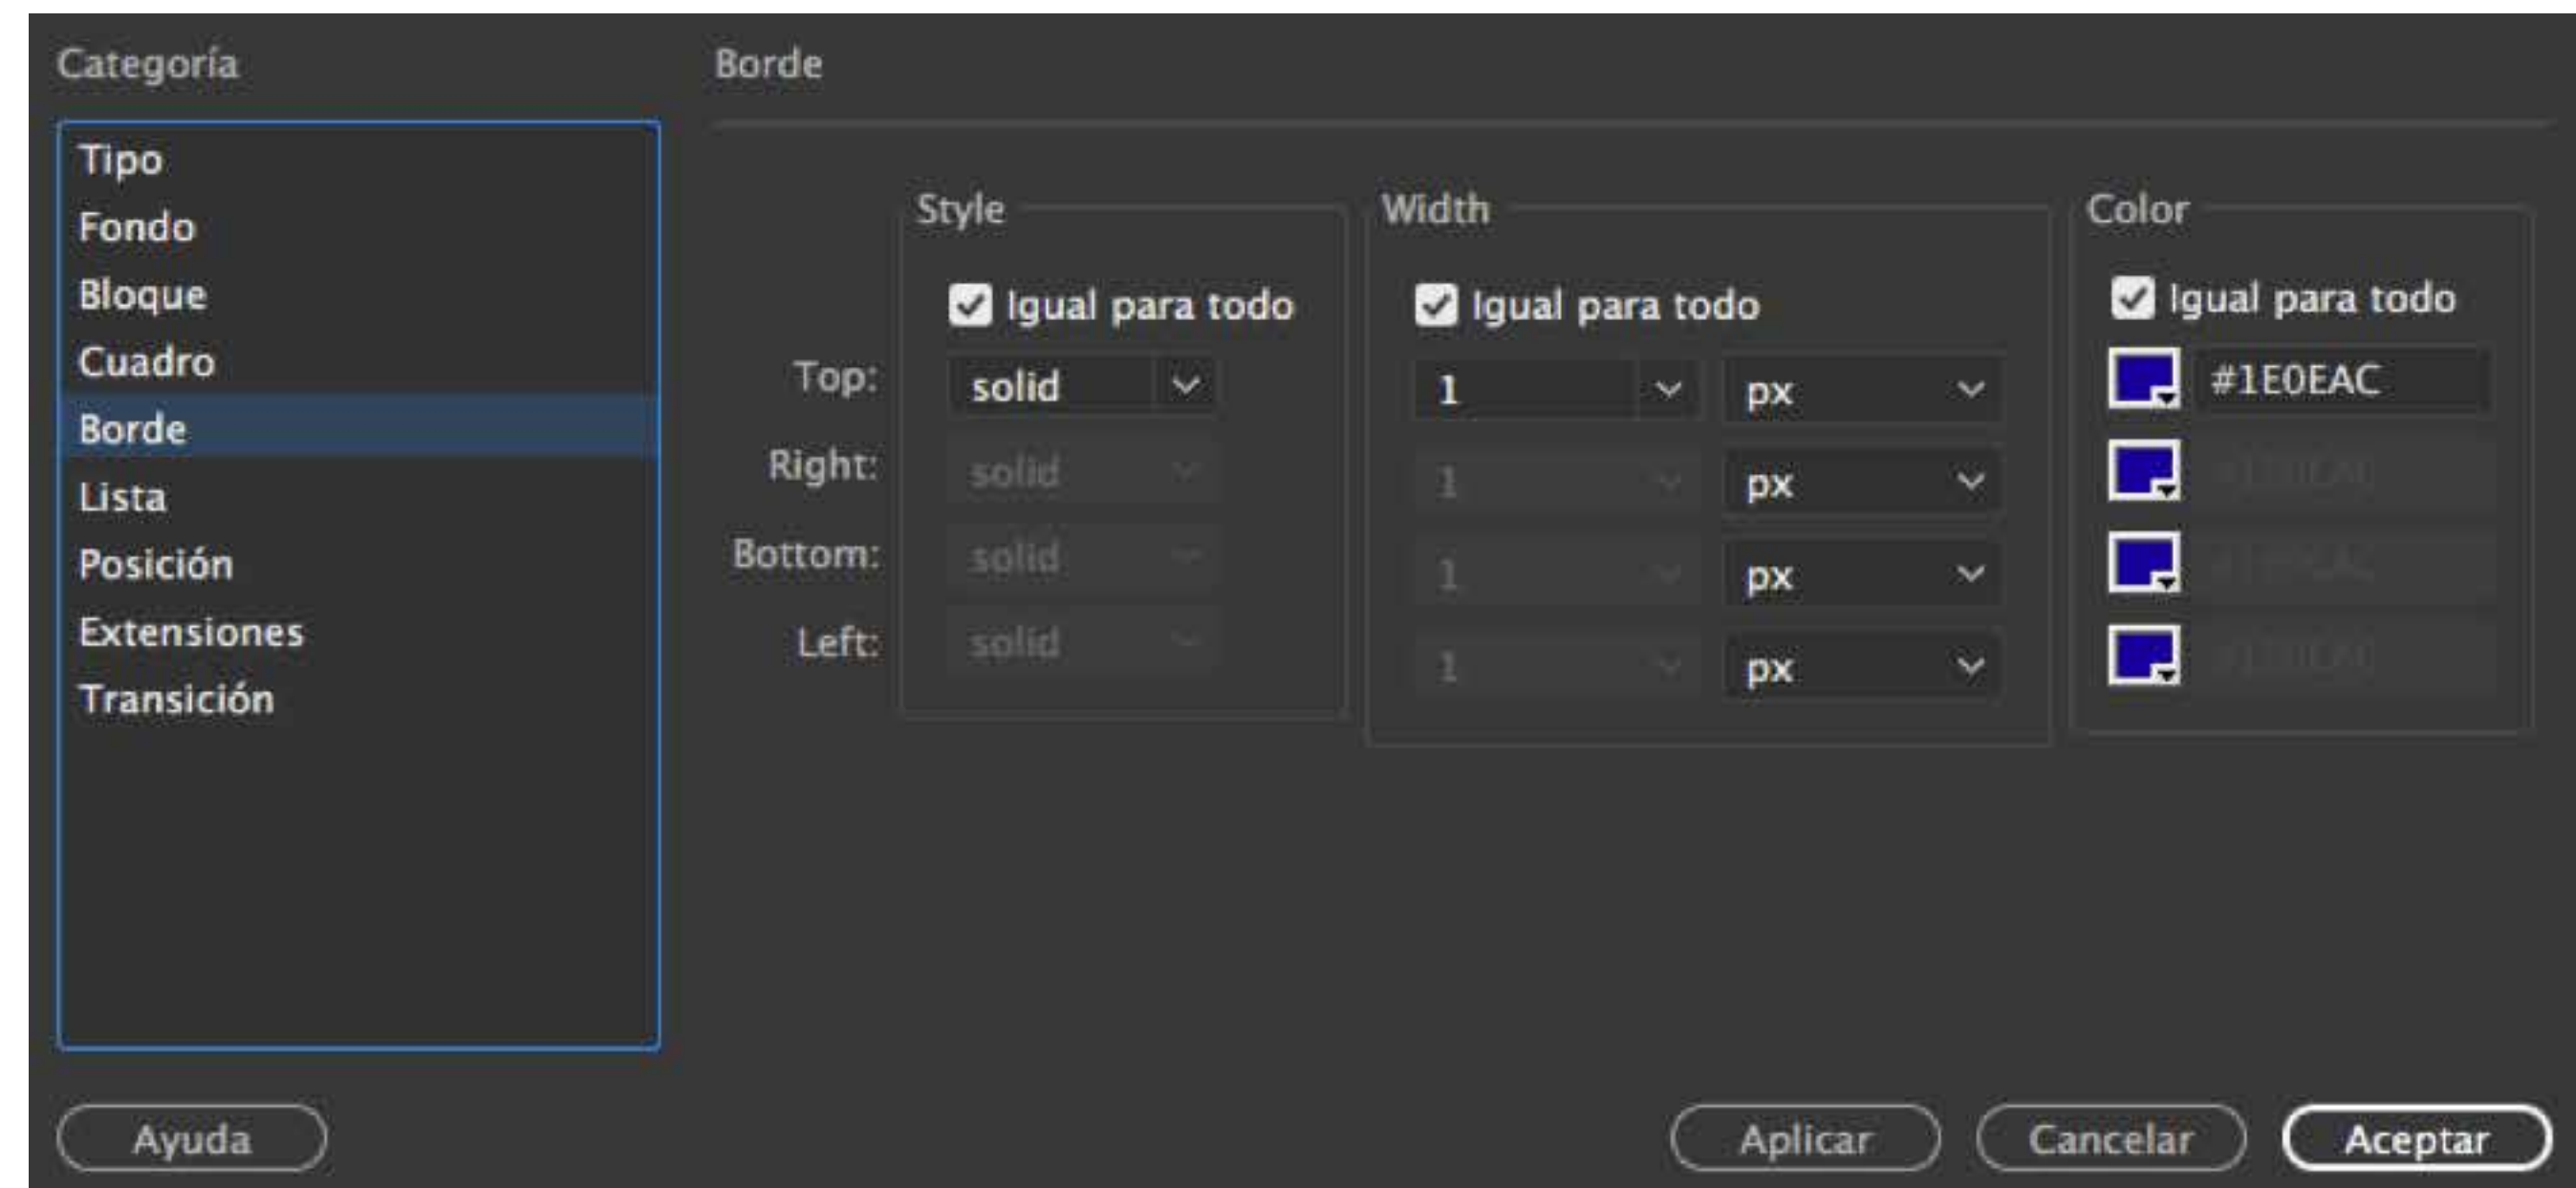 Categoría
Tipo
Fondo
Bloque
Cuadro
Borde
Lista
Posición
Extensiones
Transición
Borde
Style Width Color
Igual para todo Igual para todo Igual para todo
Top: solid 1 px #1E0EAC
Right: solid 1 px
Bottom: solid 1 px
Left: solid 1 px
Ayuda Aplicar Cancelar Aceptar